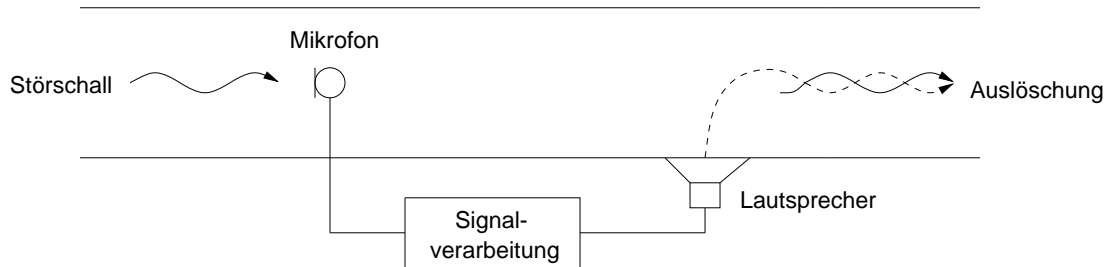 Mikrofon
Störschall
Auslöschung
Lautsprecher
Signal-
verarbeitung